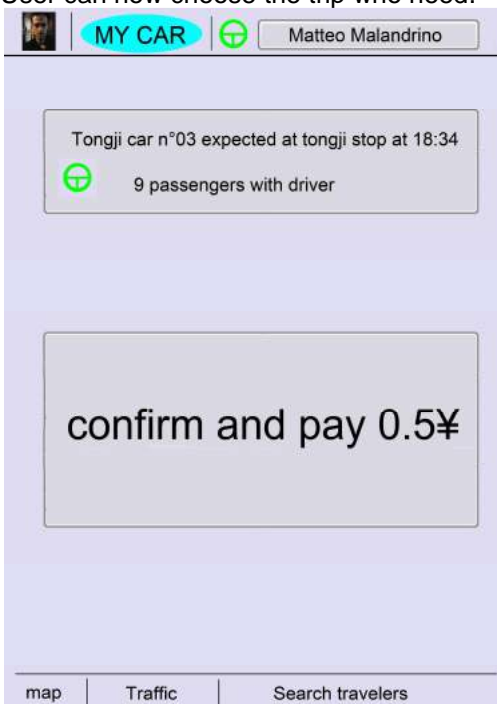 User can now choose the trip who need.
MY CAR Matteo Malandrino
Tongji car n°03 expected at tongji stop at 18:34
9 passengers with driver
confirm and pay 0.5¥
map Traffic Search travelers